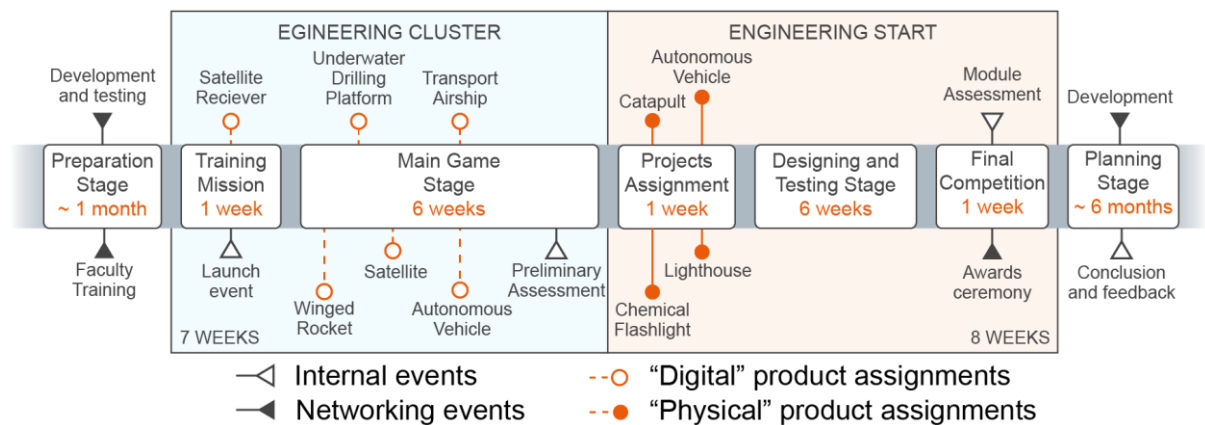 EGINEERING CLUSTER
ENGINEERING START
Development
and testing
Satellite
Reciever
Underwater
Drilling
Platform
Transport
Airship
Catapult
Autonomous
Vehicle
Module
Assessment
Development
Preparation
Stage
~ 1 month
Training
Mission
1 week
Main Game
Stage
6 weeks
Projects
Assignment
1 week
Designing and
Testing Stage
6 weeks
Final
Competition
1 week
Planning
Stage
~ 6 months
Faculty
Training
Launch
event
Winged
Rocket
Satellite
Autonomous
Vehicle
Preliminary
Assessment
Chemical
Flashlight
Lighthouse
Awards
ceremony
Conclusion
and feedback
7 WEEKS
8 WEEKS
Internal events
“Digital” product assignments
Networking events
“Physical” product assignments